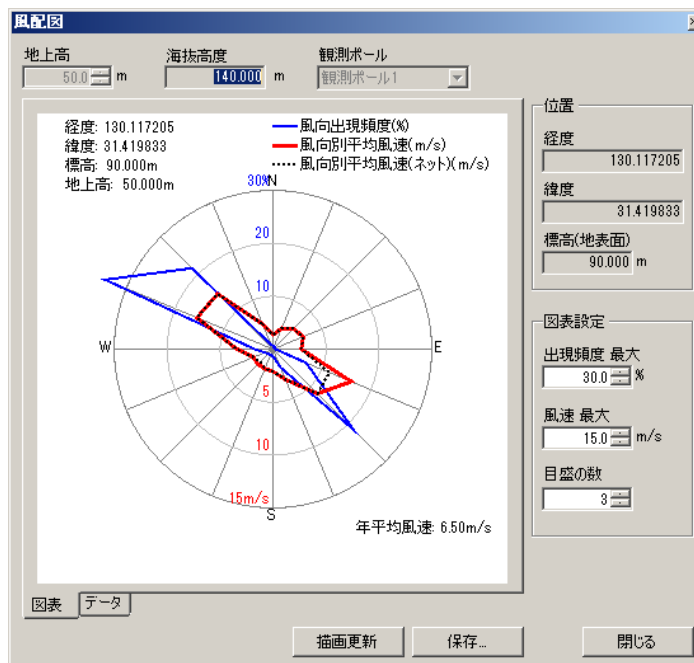 風配図
地上高 海抜高度 観測ポール
50.0 m 140.000 m 観測ポール1
経度: 130.117205
緯度: 31.419833
標高: 90.000m
地上高: 50.000m
風向出現頻度(%)
風向別平均風速(m/s)
風向別平均風速(ネット)(m/s)
30% N
20
10
W E
5
10
15m/s
S
年平均風速: 6.50m/s
図表 データ
位置
経度
130.117205
緯度
31.419833
標高(地表面)
90.000 m
図表設定
出現頻度 最大
30.0 %
風速 最大
15.0 m/s
目盛の数
3
描画更新 保存... 閉じる